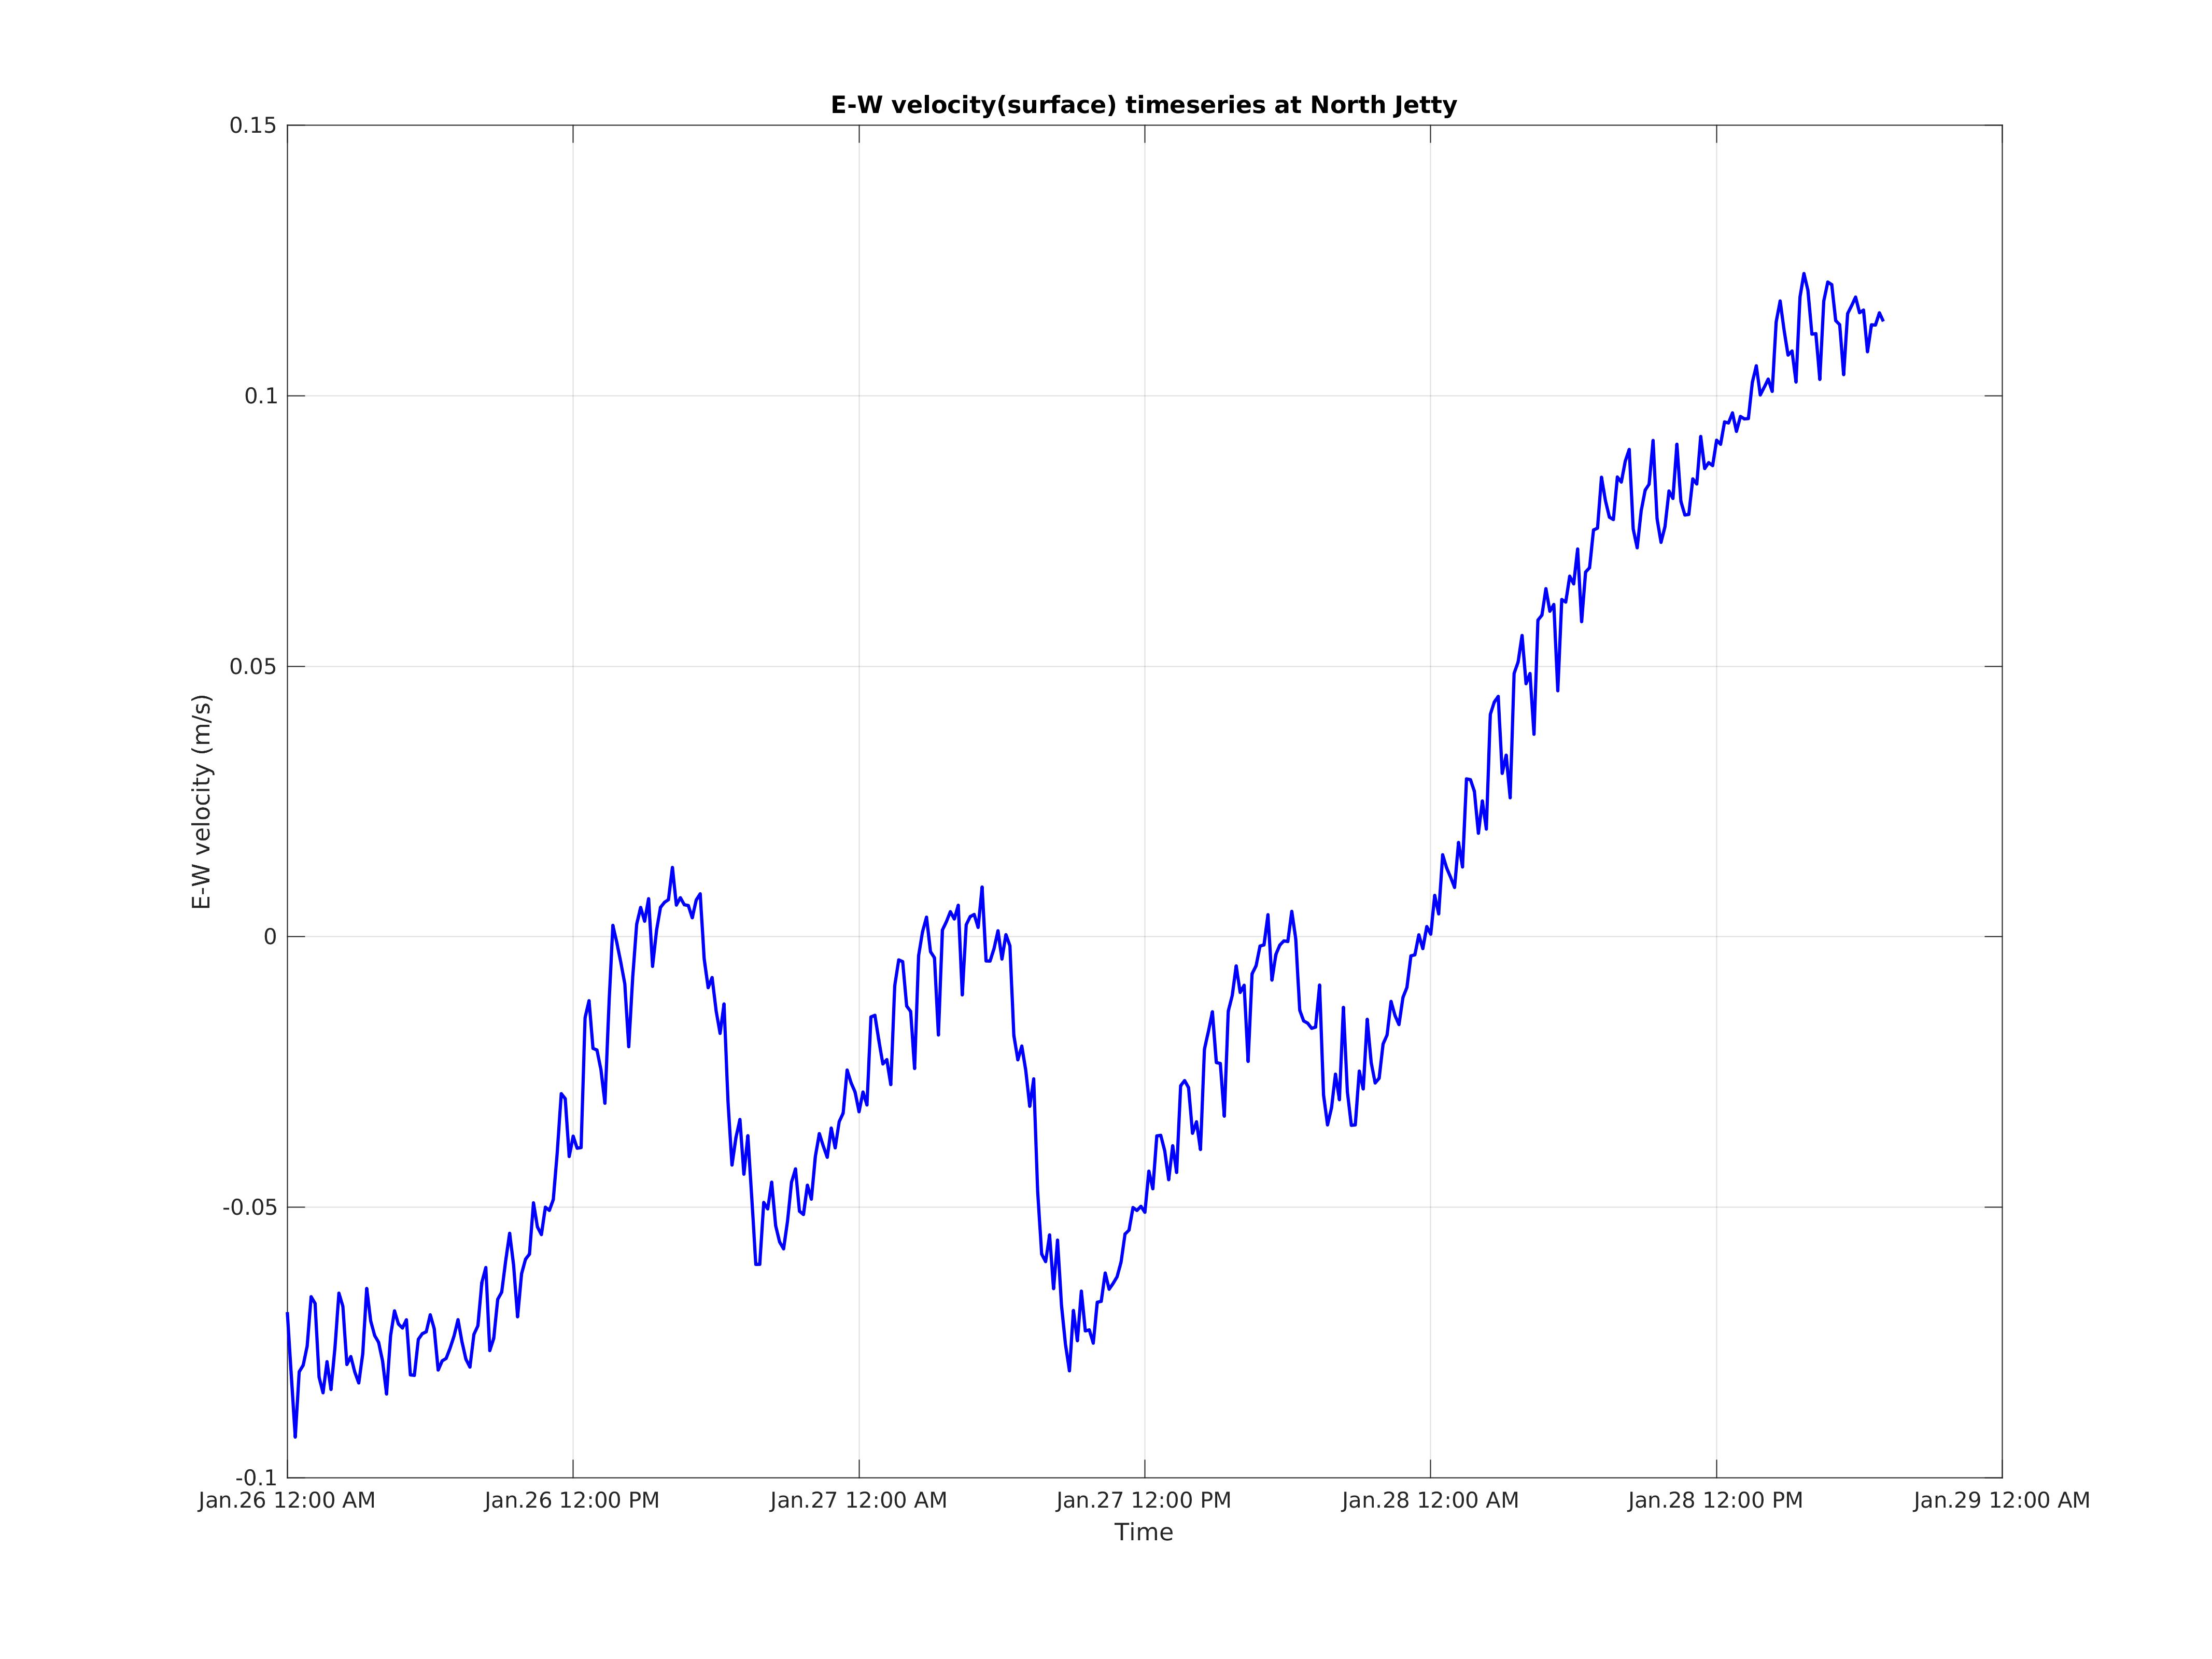 E-W velocity(surface) timeseries at North Jetty
0.15
0.1
0.05
0
-0.05
-0.1
E-W velocity (m/s)
Jan.26 12:00 AM
Jan.26 12:00 PM
Jan.27 12:00 AM
Jan.27 12:00 PM
Jan.28 12:00 AM
Jan.28 12:00 PM
Jan.29 12:00 AM
Time